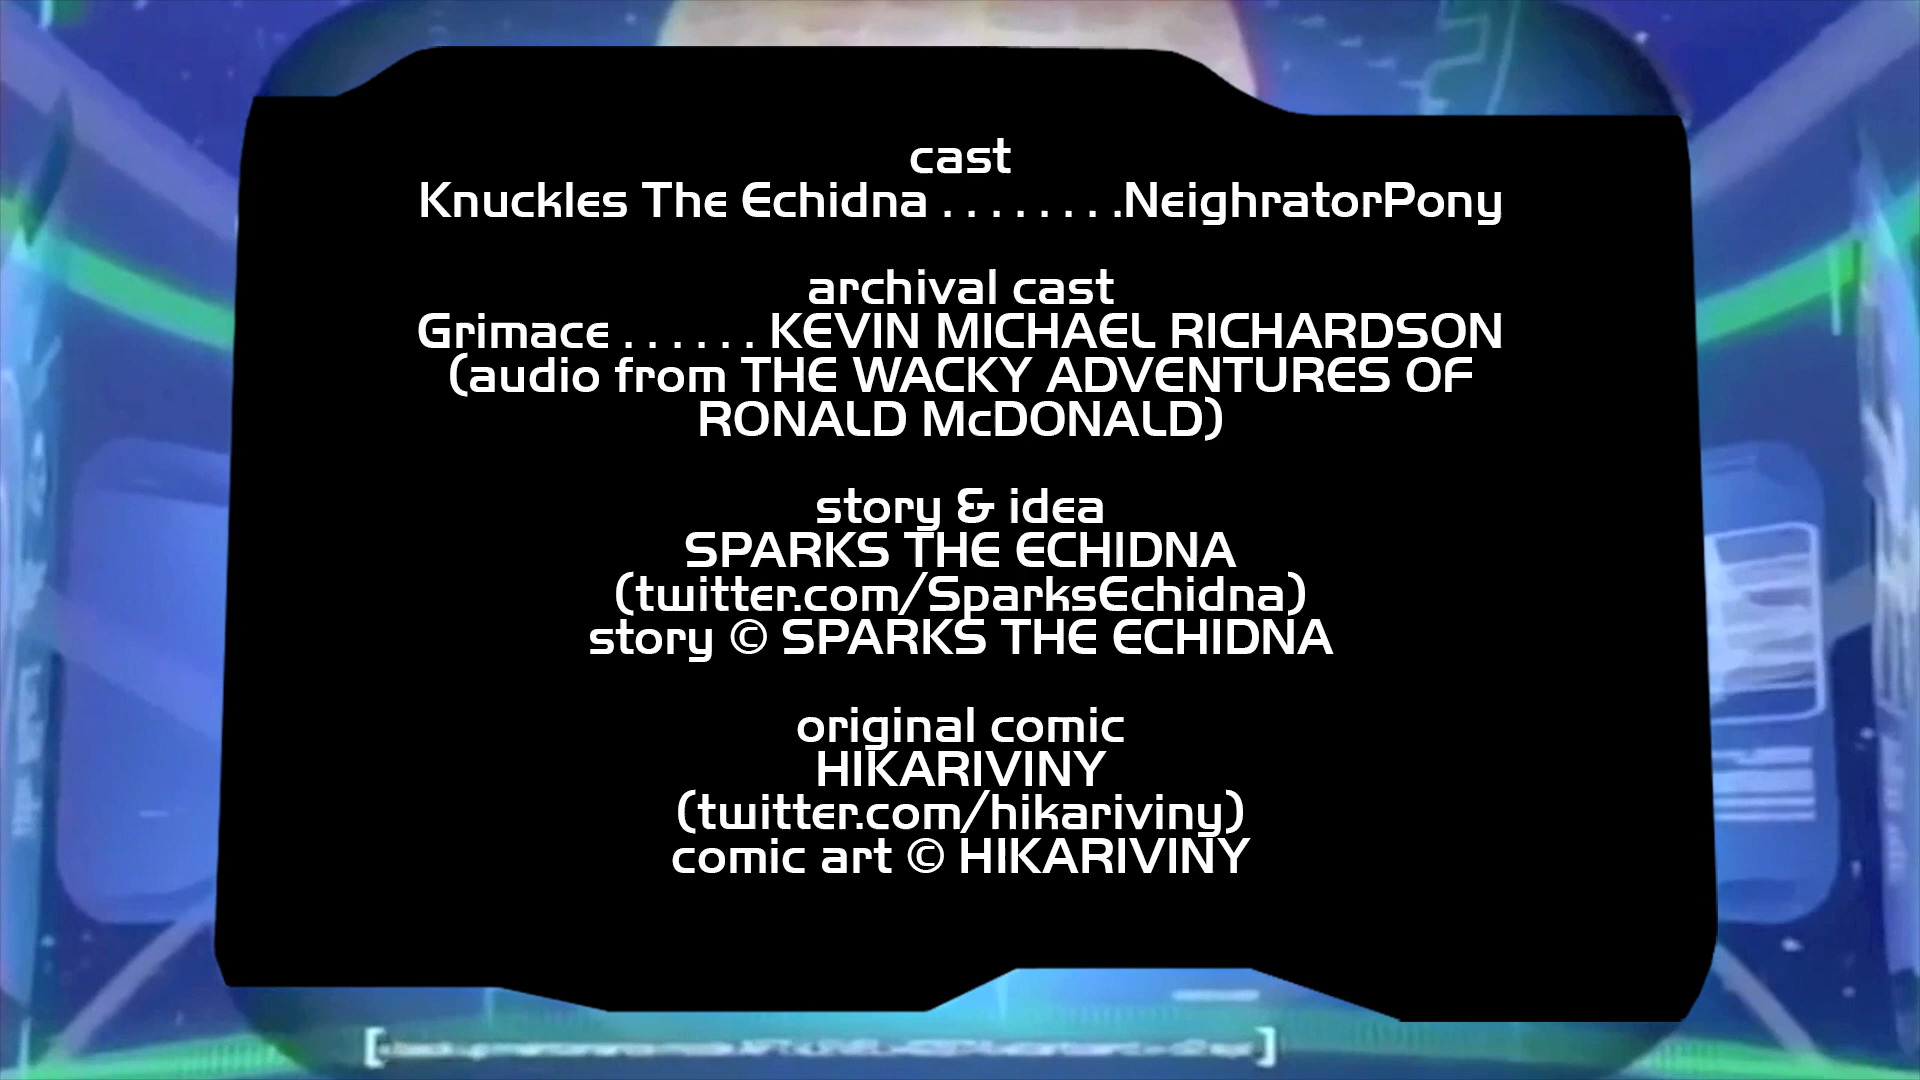 cast
Knuckles The Echidna . . . . . . . .NeighratorPony
archival cast
Grimace . . . . . . KEVIN MICHAEL RICHARDSON
(audio from THE WACKY ADVENTURES OF
RONALD McDONALD)
story & idea
SPARKS THE ECHIDNA
(twitter.com/SparksEchidna)
story © SPARKS THE ECHIDNA
original comic
HIKARIVINY
(twitter.com/hikariviny)
comic art © HIKARIVINY